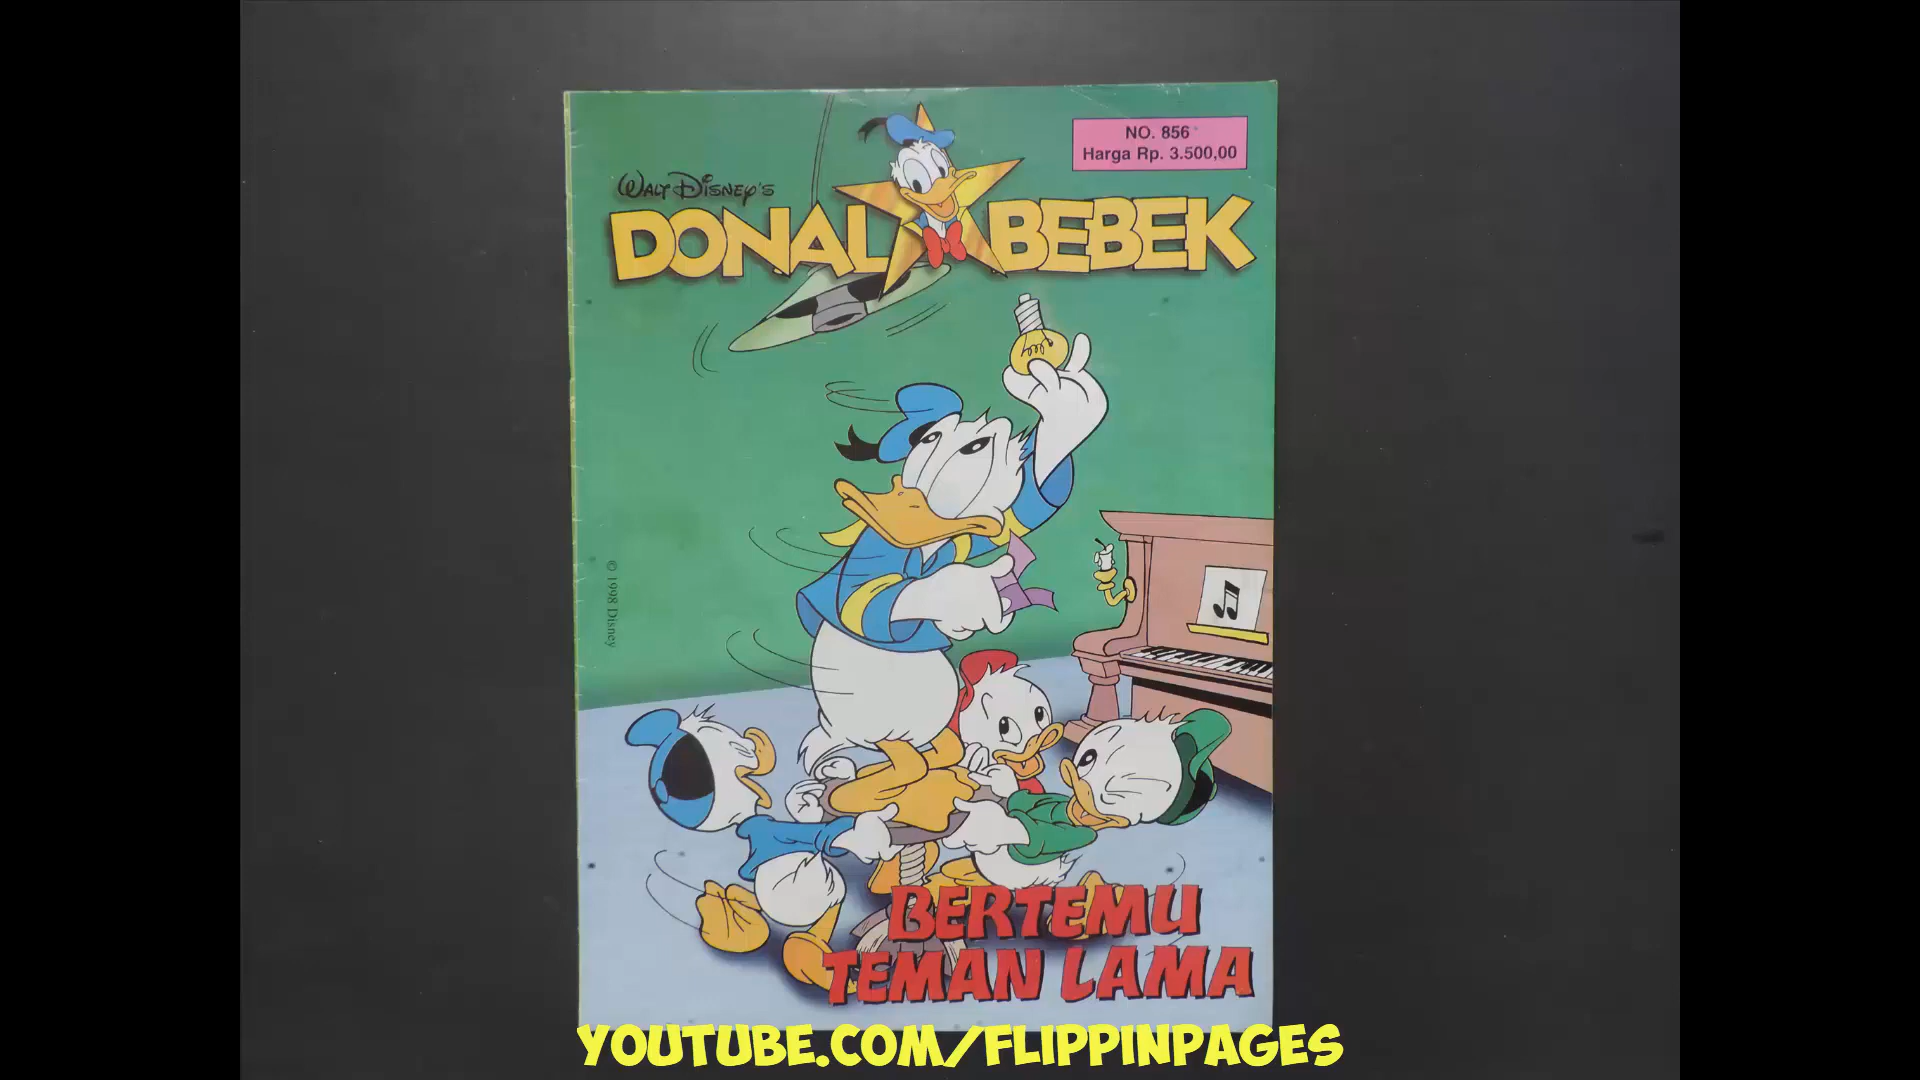 NO. 856
Harga Rp. 3.500,00
WALT DISNEY'S
DONAL BEBEK
© 1998 Disney
BERTEMU
TEMAN LAMA
YOUTUBE.COM/FLIPPINPAGES